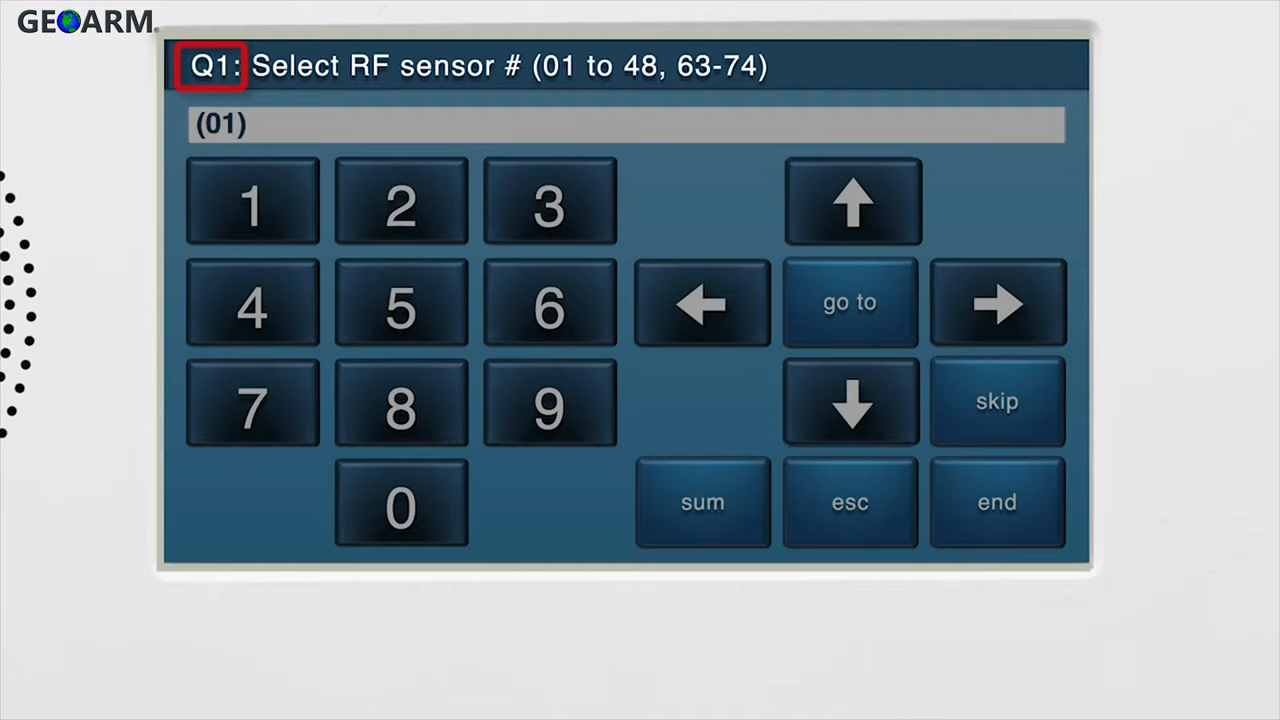 GEOARM®
Q1: Select RF sensor # (01 to 48, 63-74)
(01)
1 2 3
4 5 6 go to
7 8 9 skip
0 sum esc end